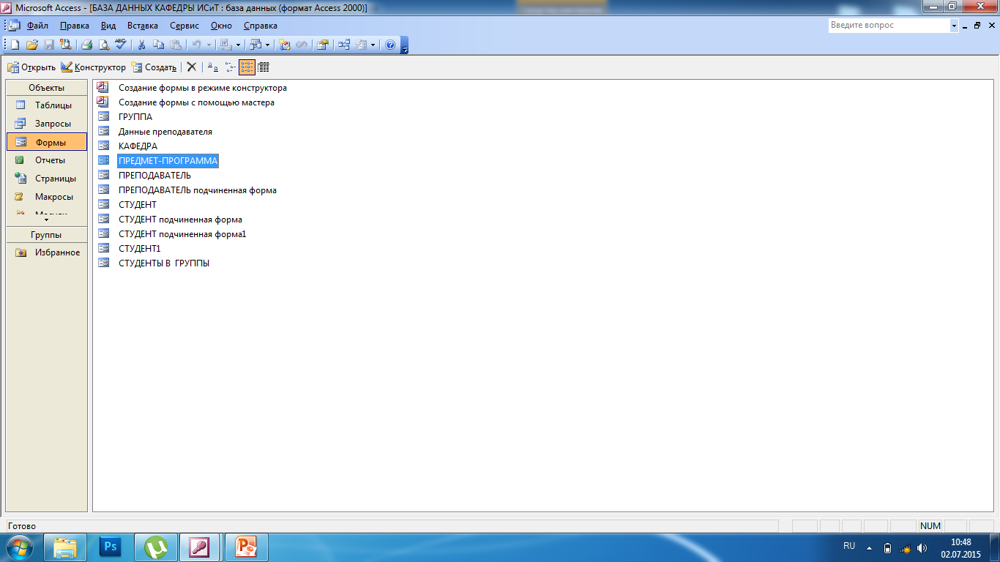 Microsoft Access - [БАЗА ДАННЫХ КАФЕДРЫ ИСиТ : база данных (формат Access 2000)]
Файл Правка Вид Вставка Сервис Окно Справка Введите вопрос
Открыть Конструктор Создать
Объекты
Таблицы
Запросы
Формы
Отчеты
Страницы
Макросы
Группы
Избранное
Создание формы в режиме конструктора
Создание формы с помощью мастера
ГРУППА
Данные преподавателя
КАФЕДРА
ПРЕДМЕТ-ПРОГРАММА
ПРЕПОДАВАТЕЛЬ
ПРЕПОДАВАТЕЛЬ подчиненная форма
СТУДЕНТ
СТУДЕНТ подчиненная форма
СТУДЕНТ подчиненная форма1
СТУДЕНТ1
СТУДЕНТЫ В ГРУППЫ
Готово NUM
Ps
RU
10:48
02.07.2015